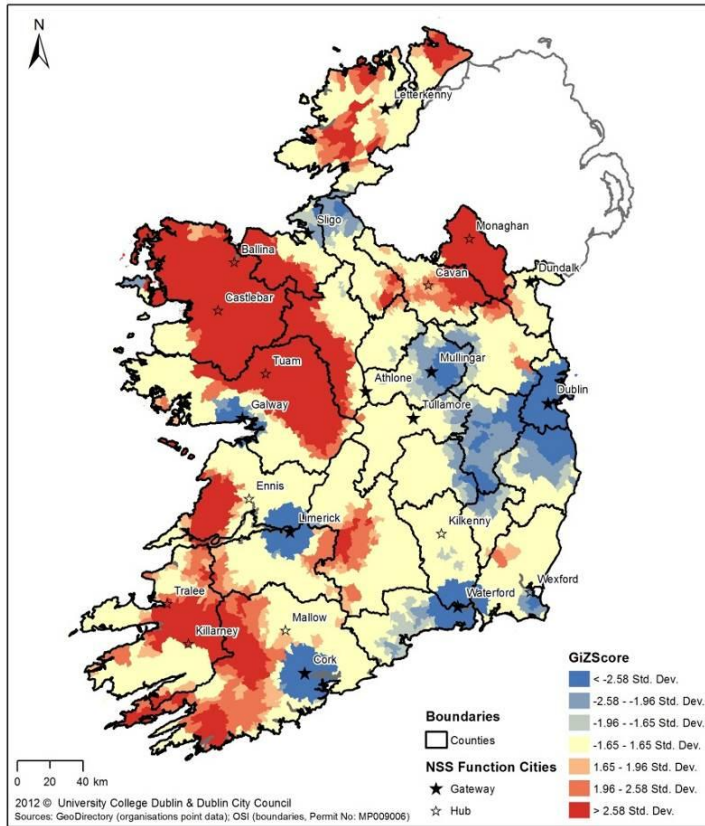 N
Letterkenny
Sligo
Monaghan
Ballina
Cavan
Dundalk
Castlebar
Mullingar
Tuam
Athlone
Dublin
Galway
Tullamore
Ennis
Limerick
Kilkenny
Tralee
Waterford
Wexford
Mallow
Killarney
Cork
GiZScore
< -2.58 Std. Dev.
-2.58 - -1.96 Std. Dev.
-1.96 - -1.65 Std. Dev.
-1.65 - 1.65 Std. Dev.
1.65 - 1.96 Std. Dev.
1.96 - 2.58 Std. Dev.
> 2.58 Std. Dev.
Boundaries
Counties
NSS Function Cities
Gateway
Hub
0 20 40
km
2012 © University College Dublin & Dublin City Council
Sources: GeoDirectory (organisations point data); OSI (boundaries, Permit No: MP009006)